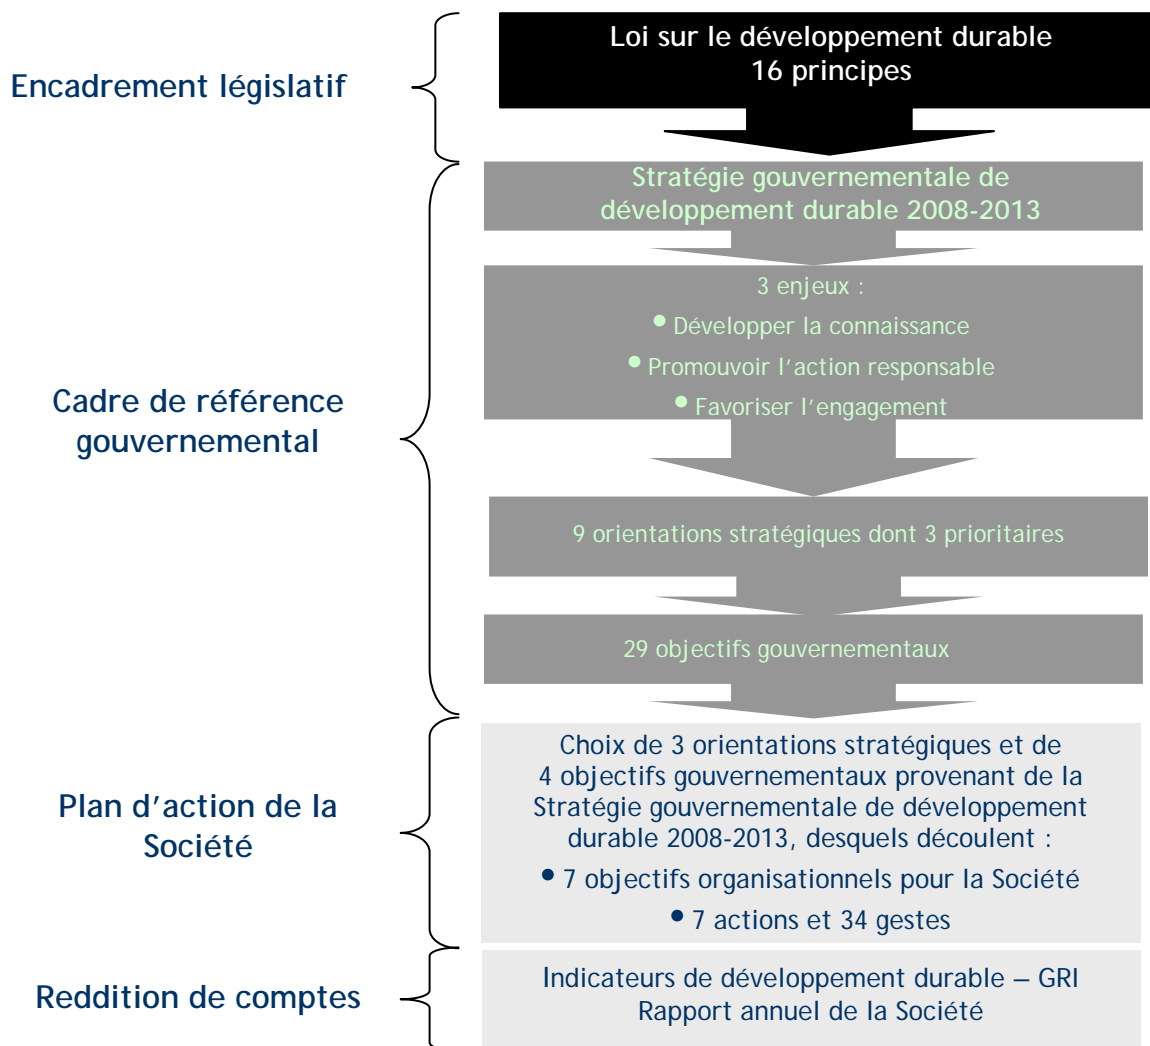 Encadrement législatif
Loi sur le développement durable
16 principes
Cadre de référence
gouvernemental
Stratégie gouvernementale de
développement durable 2008-2013
3 enjeux :
• Développer la connaissance
• Promouvoir l'action responsable
• Favoriser l'engagement
9 orientations stratégiques dont 3 prioritaires
29 objectifs gouvernementaux
Plan d'action de la
Société
Choix de 3 orientations stratégiques et de
4 objectifs gouvernementaux provenant de la
Stratégie gouvernementale de développement
durable 2008-2013, desquels découlent :
• 7 objectifs organisationnels pour la Société
• 7 actions et 34 gestes
Reddition de comptes
Indicateurs de développement durable – GRI
Rapport annuel de la Société